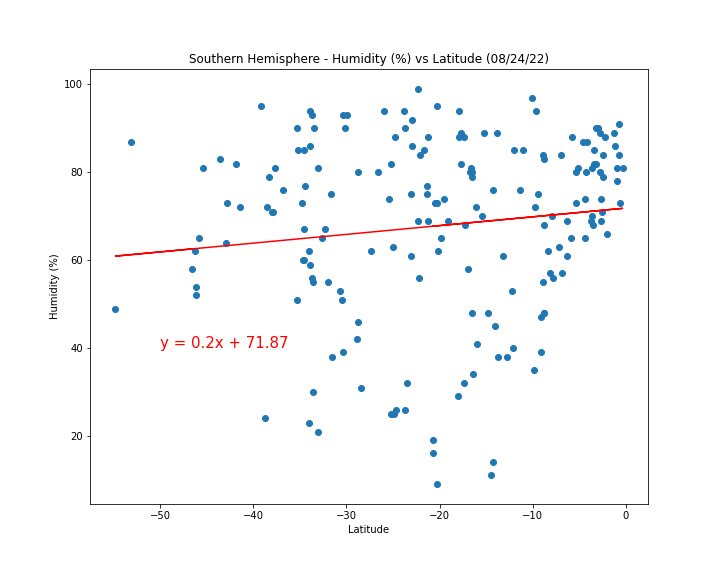 Southern Hemisphere - Humidity (%) vs Latitude (08/24/22)
100
80
60
40
20
Humidity (%)
y = 0.2x + 71.87
−50
−40
−30
−20
−10
0
Latitude